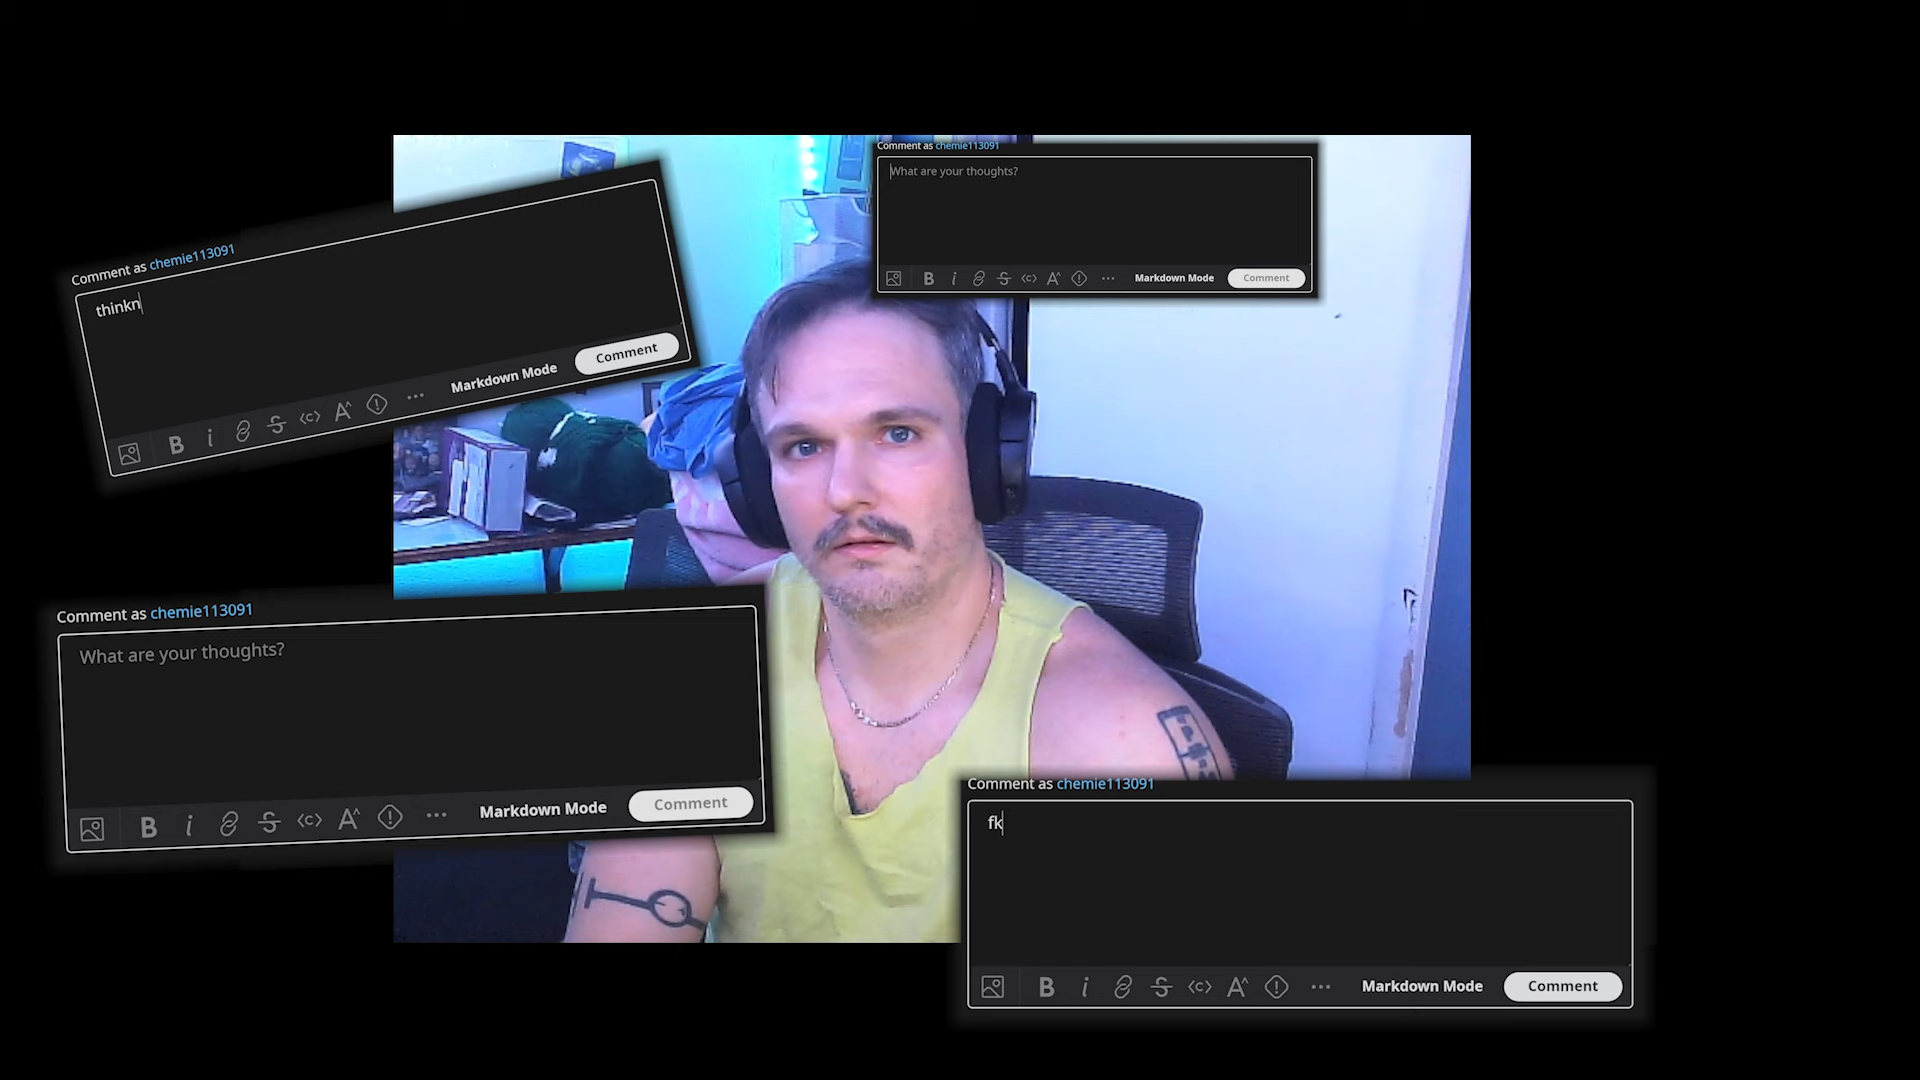 Comment as chemie113091
What are your thoughts?
Markdown Mode
Comment
Comment as chemie113091
thinkn
Markdown Mode
Comment
Comment as chemie113091
What are your thoughts?
Markdown Mode
Comment
Comment as chemie113091
fk
Markdown Mode
Comment